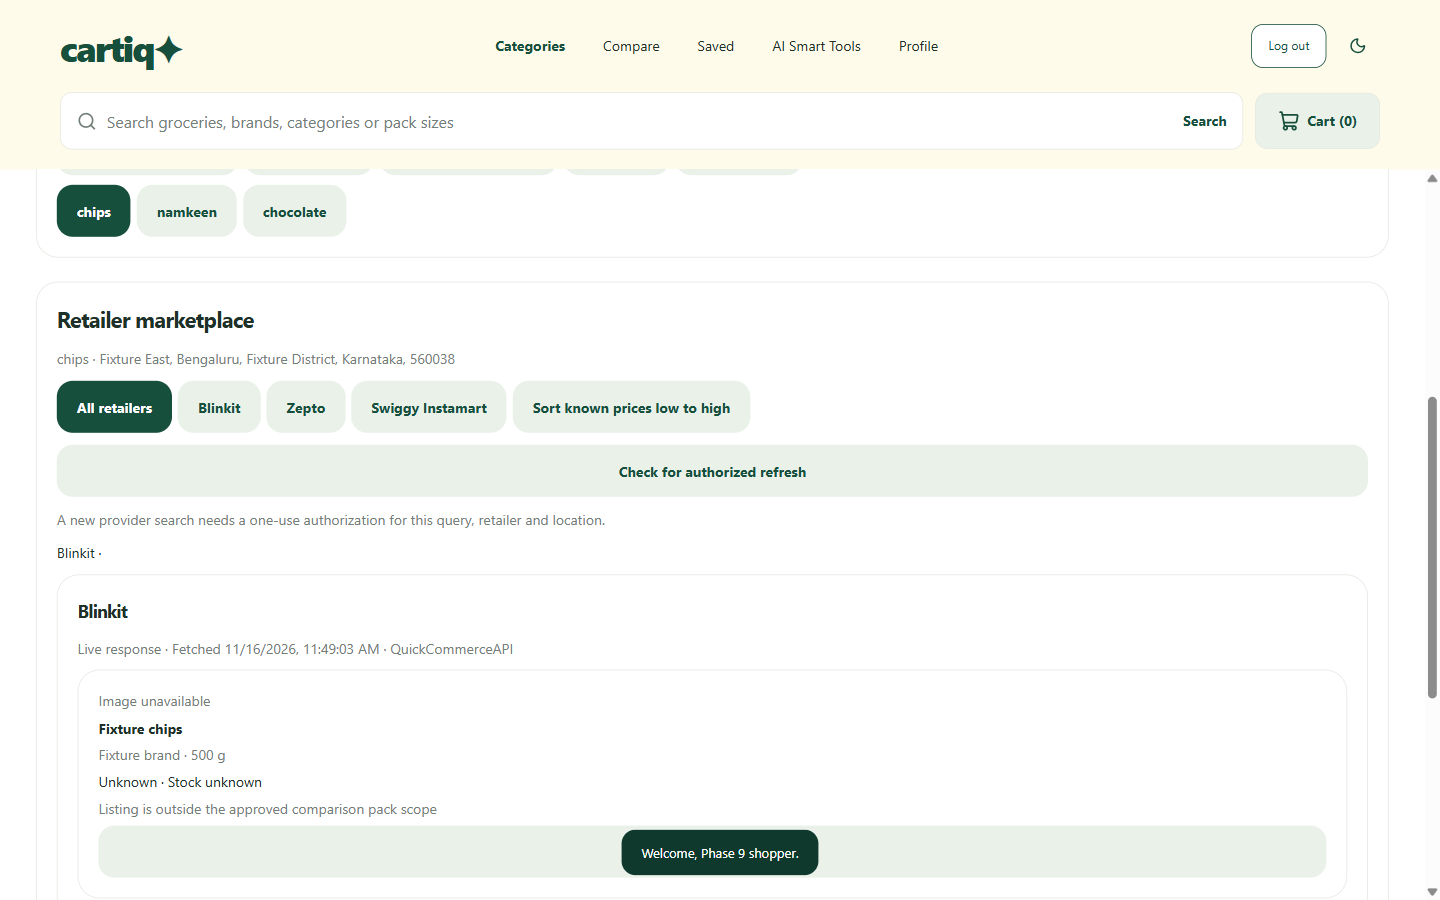 cartiq
Categories Compare Saved AI Smart Tools Profile
Log out
Search groceries, brands, categories or pack sizes Search Cart (0)
chips namkeen chocolate
Retailer marketplace
chips · Fixture East, Bengaluru, Fixture District, Karnataka, 560038
All retailers Blinkit Zepto Swiggy Instamart Sort known prices low to high
Check for authorized refresh
A new provider search needs a one-use authorization for this query, retailer and location.
Blinkit ·
Blinkit
Live response · Fetched 11/16/2026, 11:49:03 AM · QuickCommerceAPI
Image unavailable
Fixture chips
Fixture brand · 500 g
Unknown · Stock unknown
Listing is outside the approved comparison pack scope
Welcome, Phase 9 shopper.